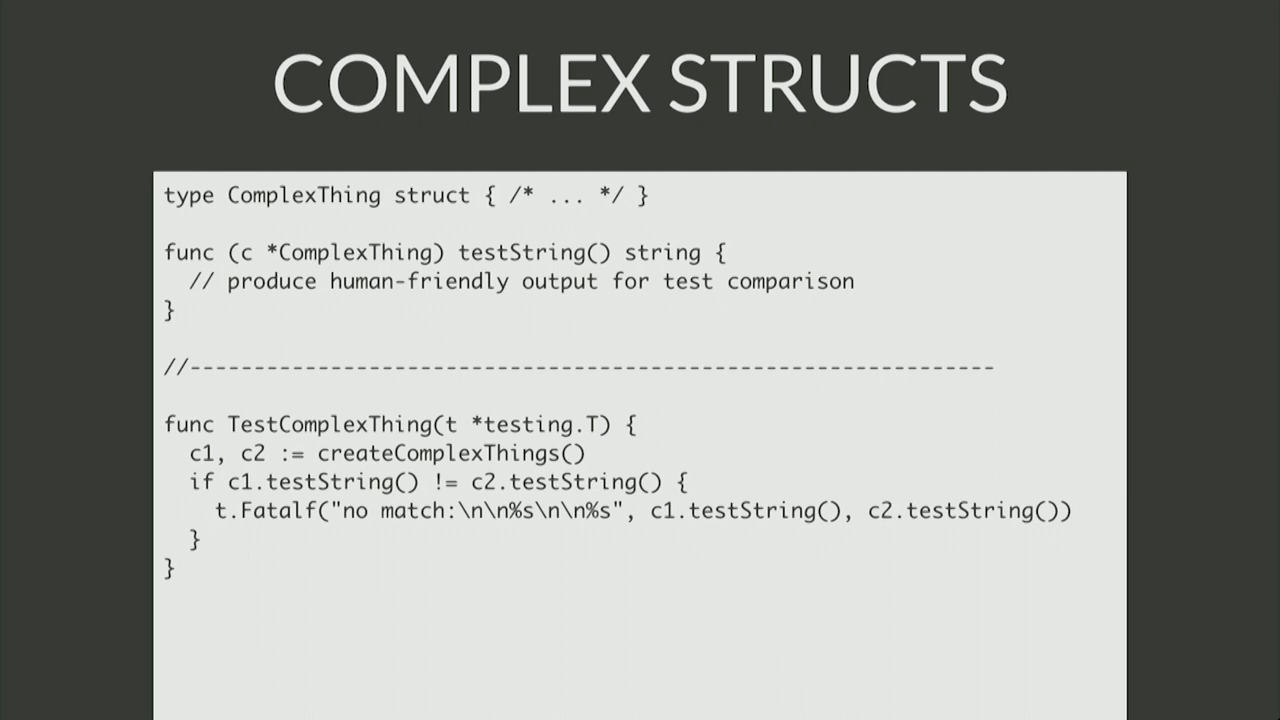 COMPLEX STRUCTS
type ComplexThing struct { /* ... */ }
func (c *ComplexThing) testString() string {
  // produce human-friendly output for test comparison
}
//---------------------------------------------------------------
func TestComplexThing(t *testing.T) {
  c1, c2 := createComplexThings()
  if c1.testString() != c2.testString() {
    t.Fatalf("no match:\n\n%s\n\n%s", c1.testString(), c2.testString())
  }
}